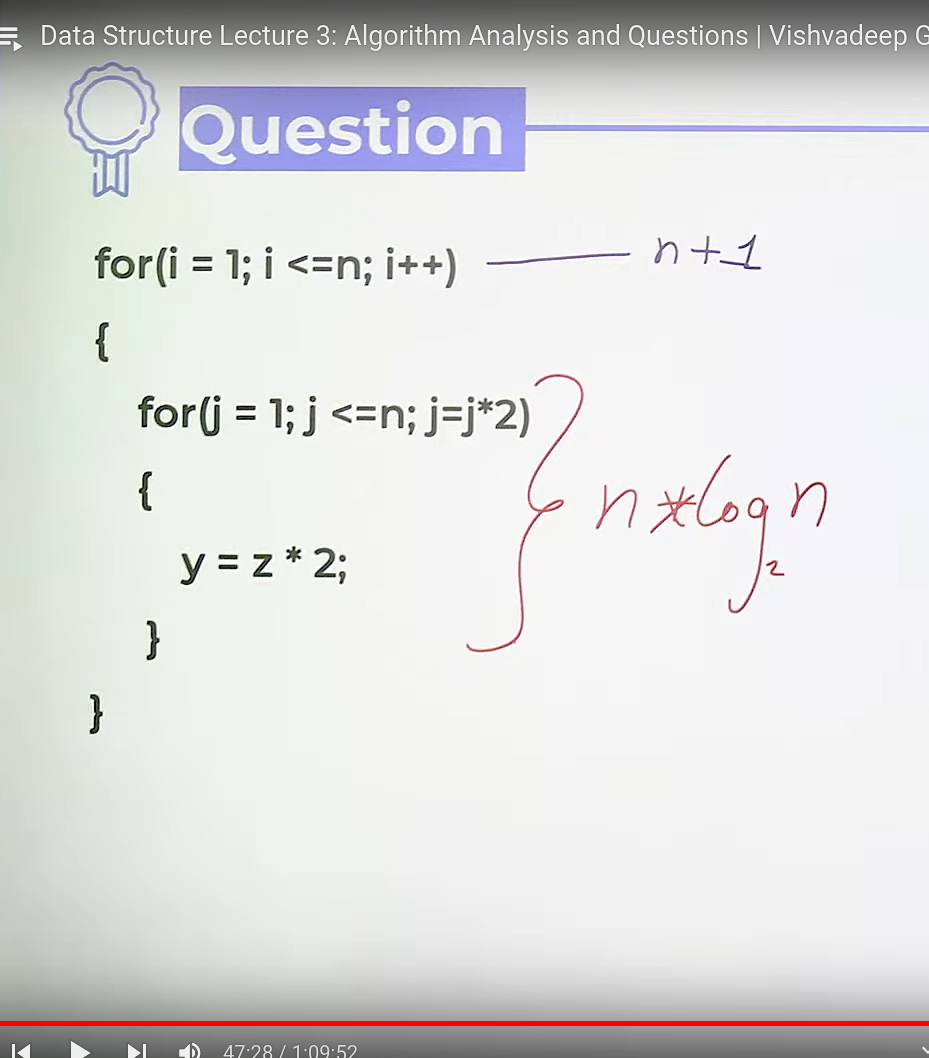 Data Structure Lecture 3: Algorithm Analysis and Questions | Vishvadeep G
Question
for(i = 1; i <=n; i++) n+1
{
for(j = 1; j <=n; j=j*2)
{
n*log₂n
y = z * 2;
}
}
47:28 / 1:09:52